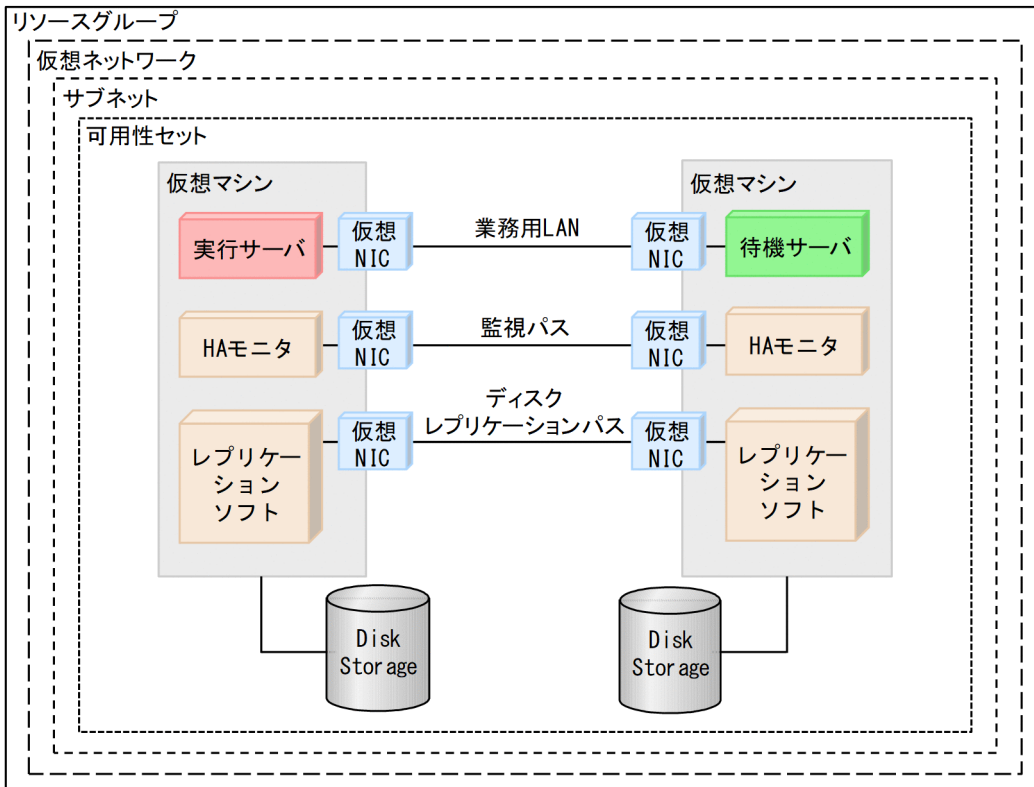 リソースグループ
仮想ネットワーク
サブネット
可用性セット
仮想マシン
仮想マシン
実行サーバ
仮想
NIC
業務用LAN
仮想
NIC
待機サーバ
HAモニタ
仮想
NIC
監視パス
仮想
NIC
HAモニタ
レプリケー
ション
ソフト
仮想
NIC
ディスク
レプリケーションパス
仮想
NIC
レプリケー
ション
ソフト
Disk
Storage
Disk
Storage